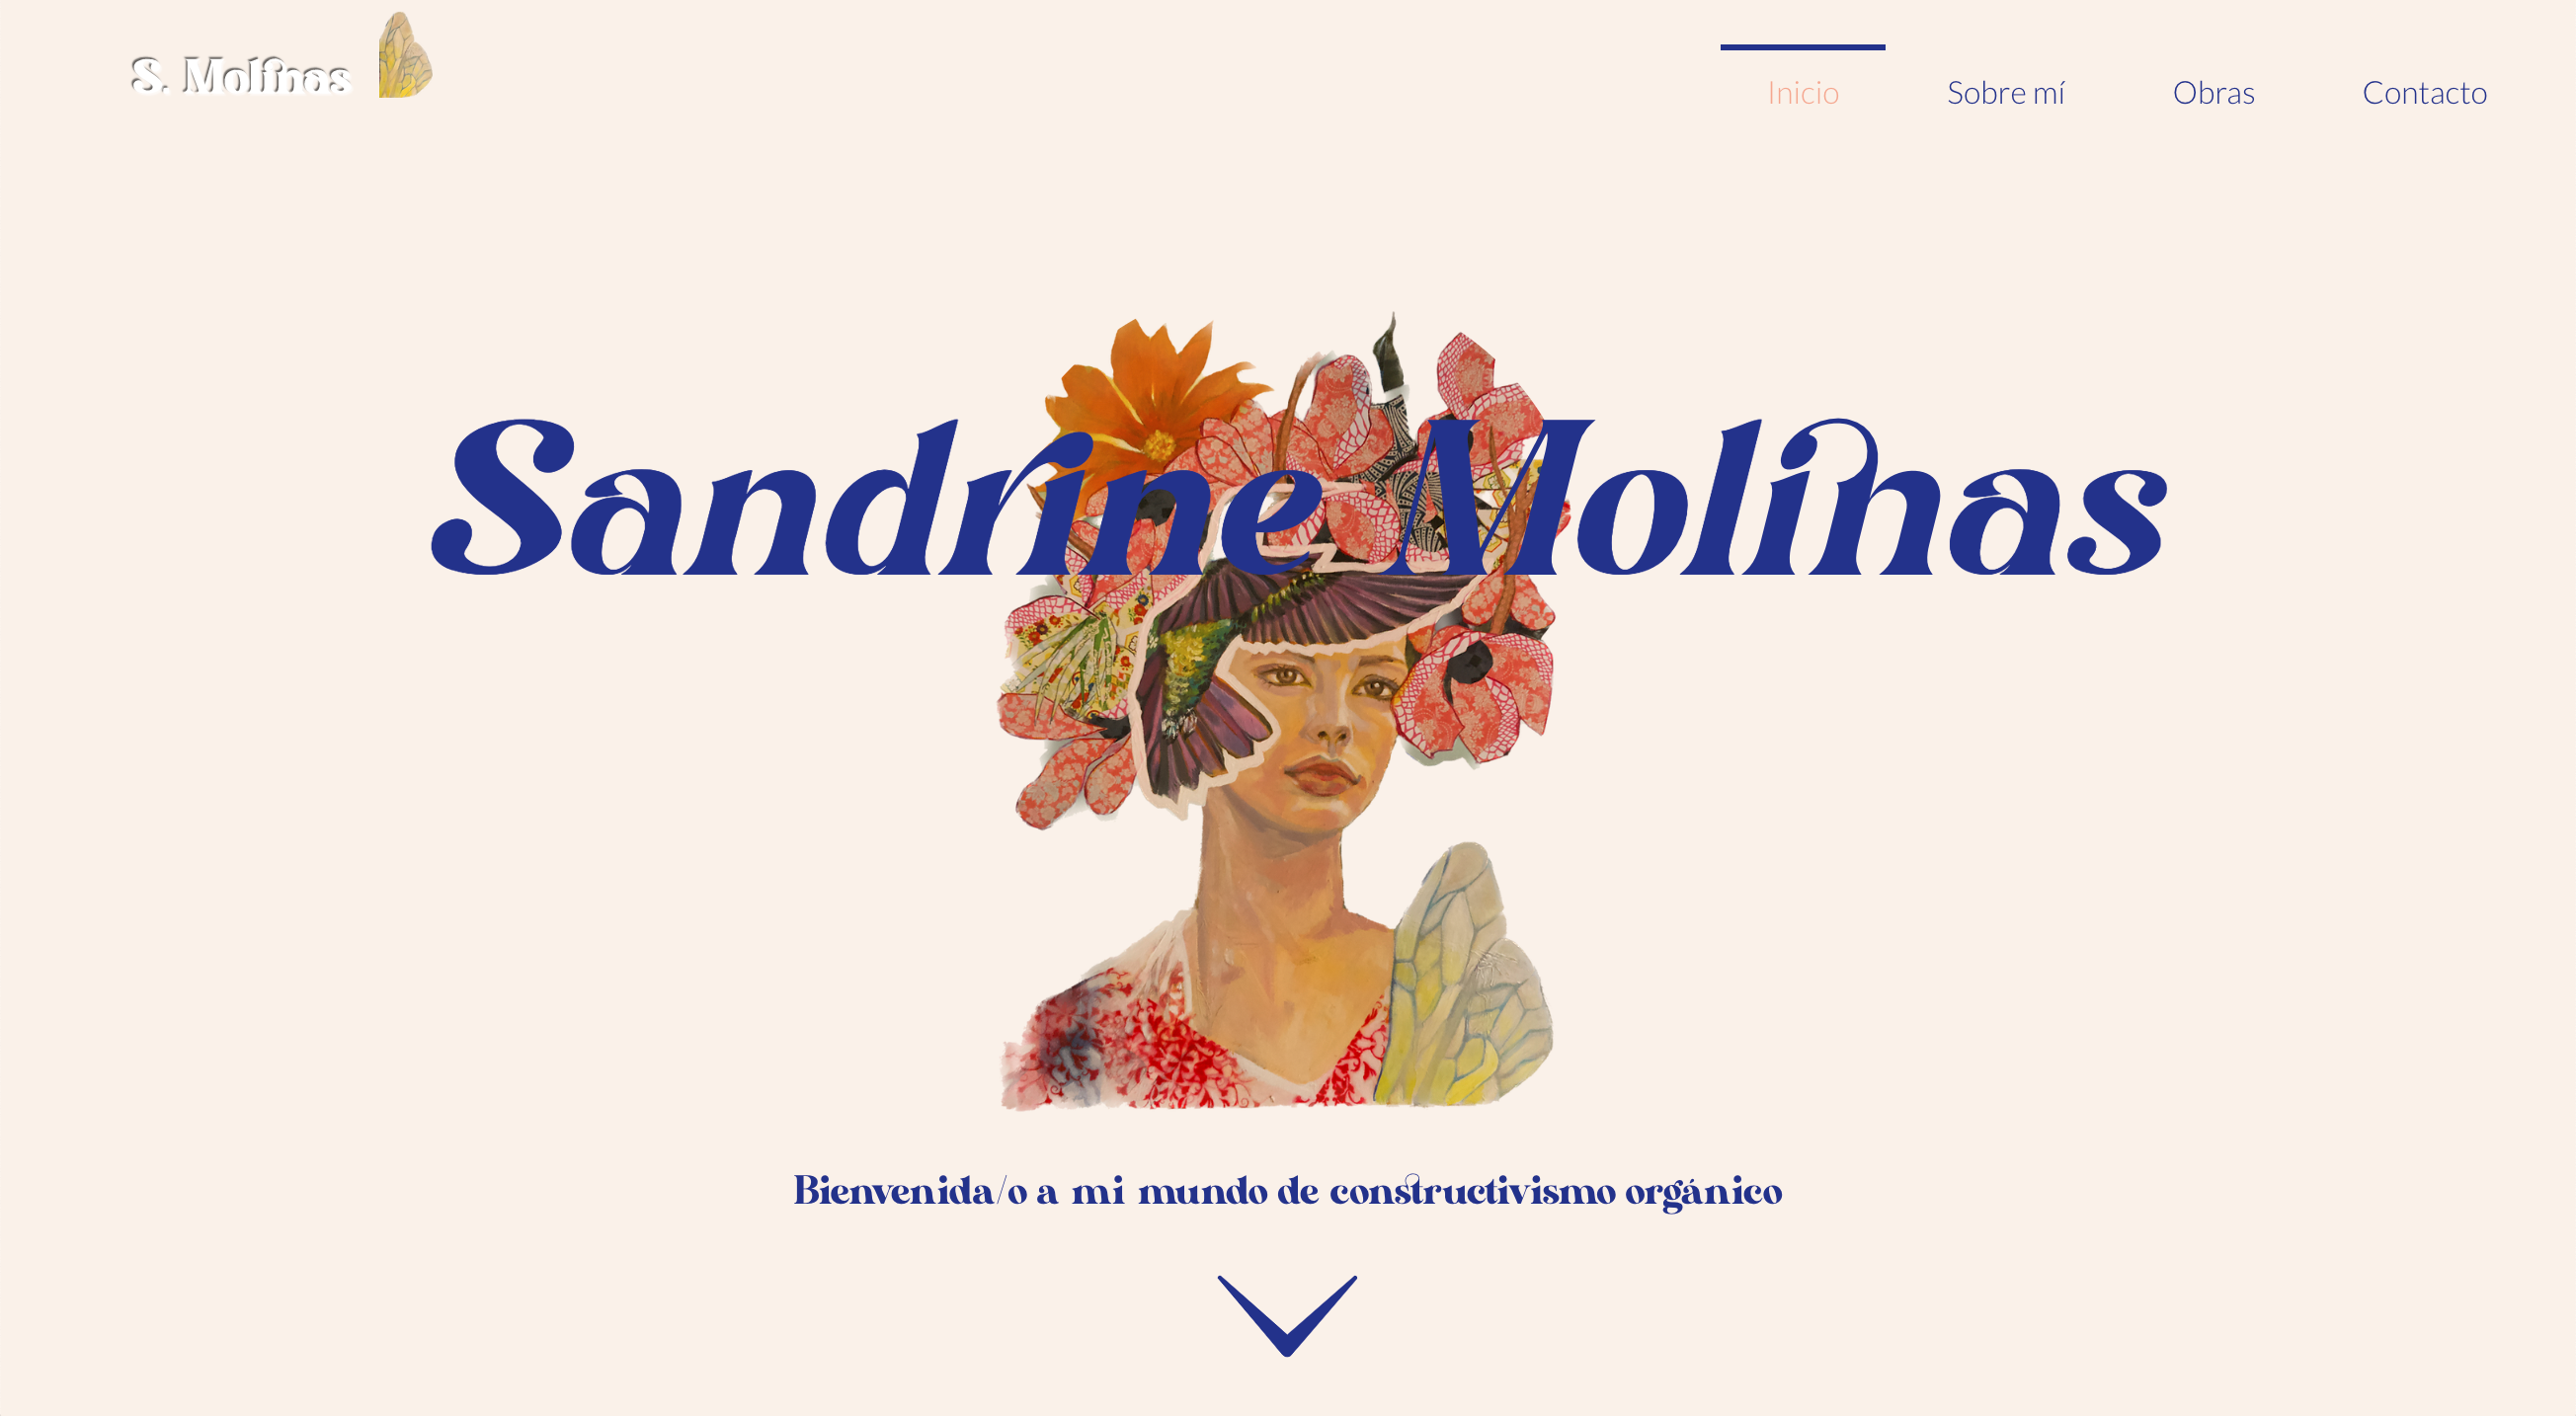 S. Molinas
Inicio
Sobre mí
Obras
Contacto
Sandrine Molinas
Bienvenida/o a mi mundo de constructivismo orgánico